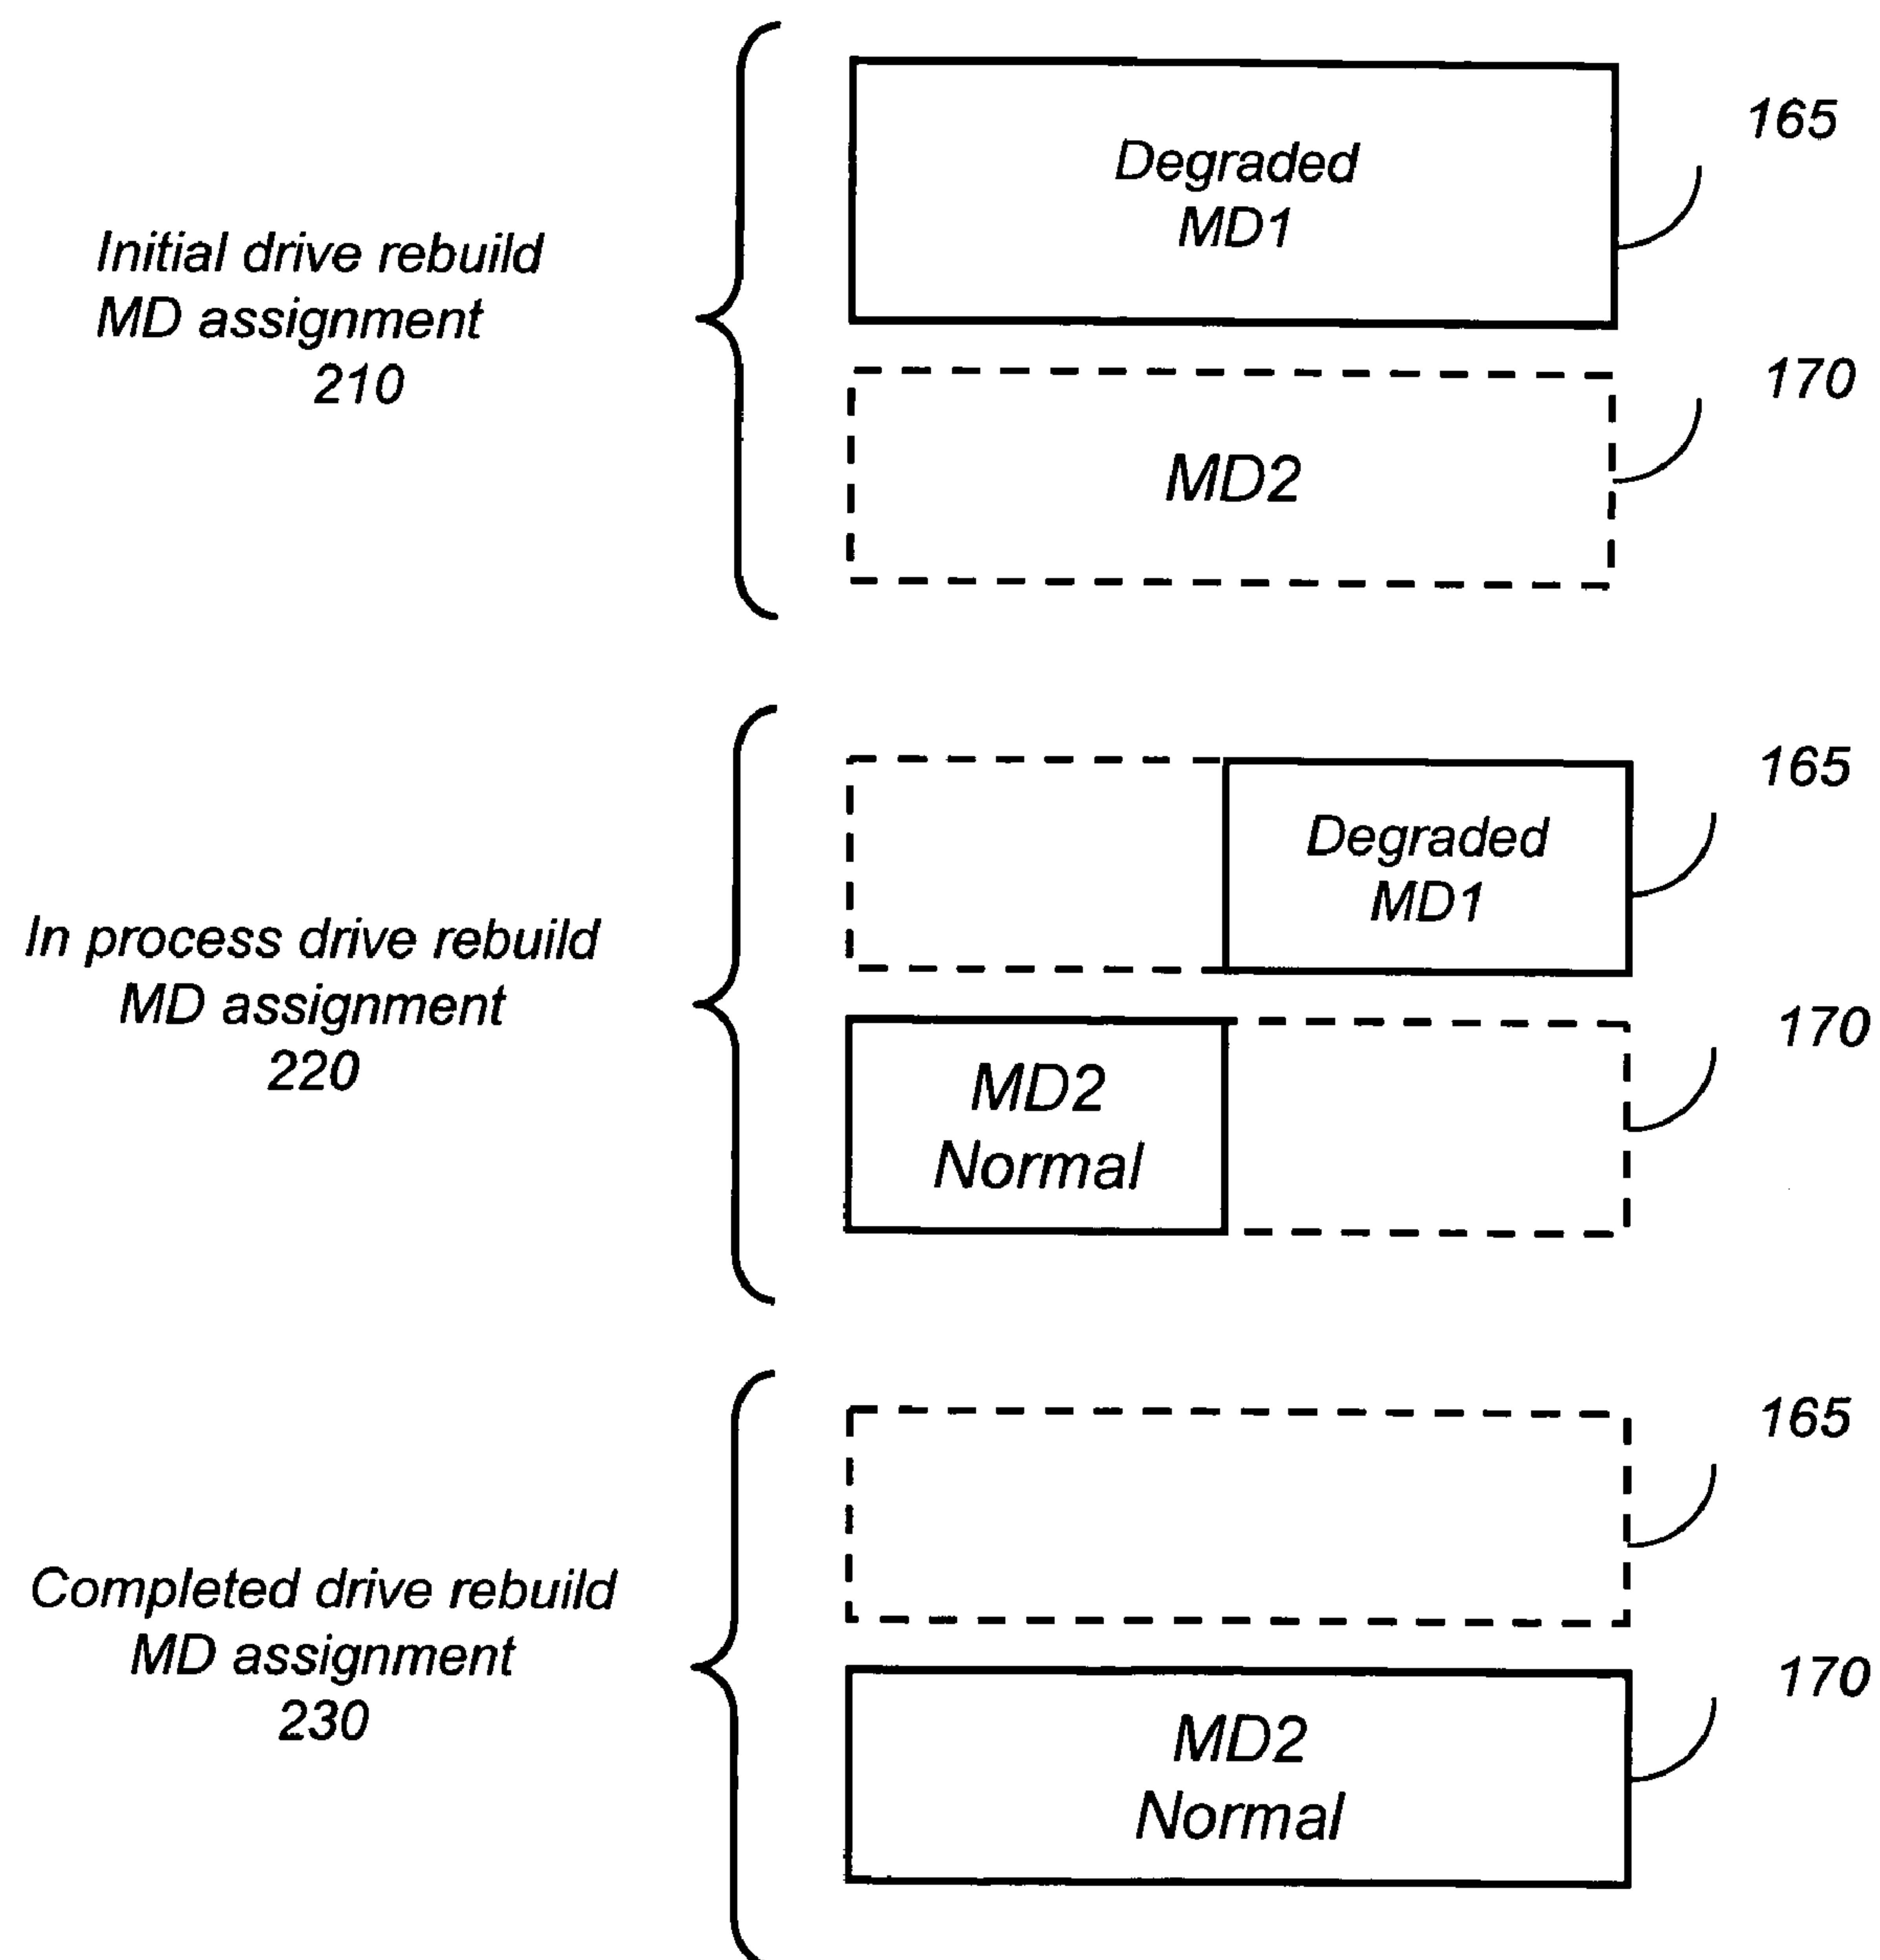 Initial drive rebuild
MD assignment
210
Degraded
MD1
165
MD2
170
In process drive rebuild
MD assignment
220
Degraded
MD1
165
MD2
Normal
170
Completed drive rebuild
MD assignment
230
165
MD2
Normal
170